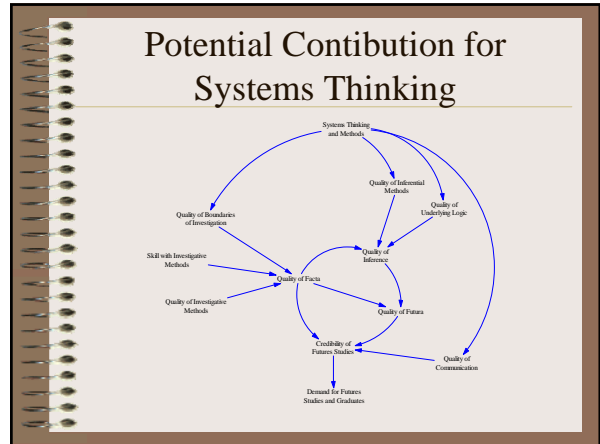 Potential Contibution for
Systems Thinking
Systems Thinking
and Methods
Quality of Inferential
Methods
Quality of
Underlying Logic
Quality of Boundaries
of Investigation
Skill with Investigative
Methods
Quality of
Inference
Quality of Facta
Quality of Investigative
Methods
Quality of Futura
Credibility of
Futures Studies
Quality of
Communication
Demand for Futures
Studies and Graduates